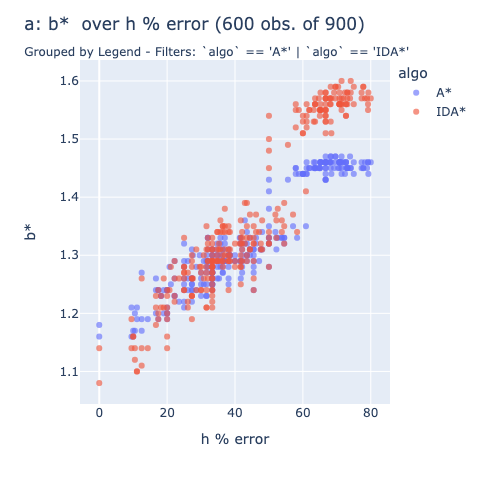 a: b*  over h % error (600 obs. of 900)
Grouped by Legend - Filters: `algo` == 'A*' | `algo` == 'IDA*'
algo
A*
IDA*
1.6
1.5
1.4
1.3
1.2
1.1
b*
0 20 40 60 80
h % error